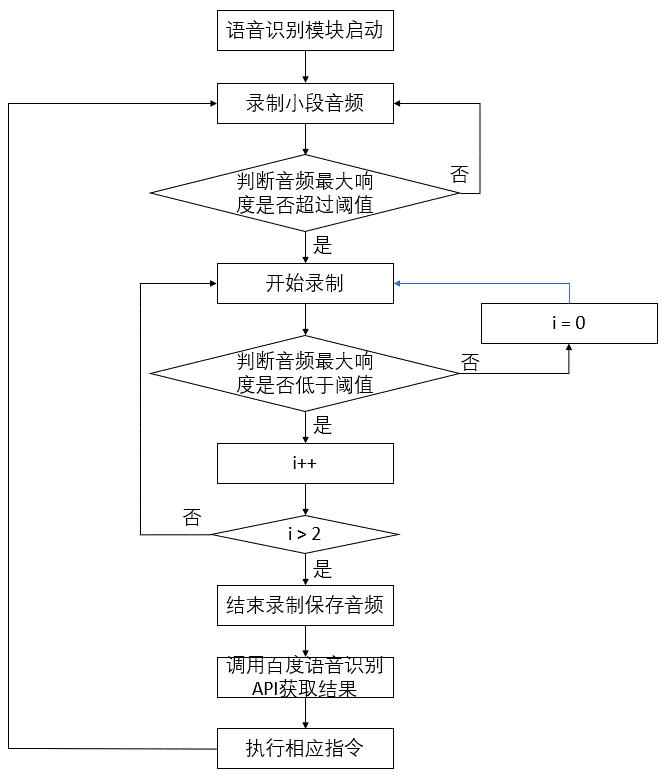 语音识别模块启动
录制小段音频
判断音频最大响
度是否超过阈值
否
是
开始录制
i = 0
判断音频最大响
度是否低于阈值
否
是
i++
否
i > 2
是
结束录制保存音频
调用百度语音识别
API获取结果
执行相应指令